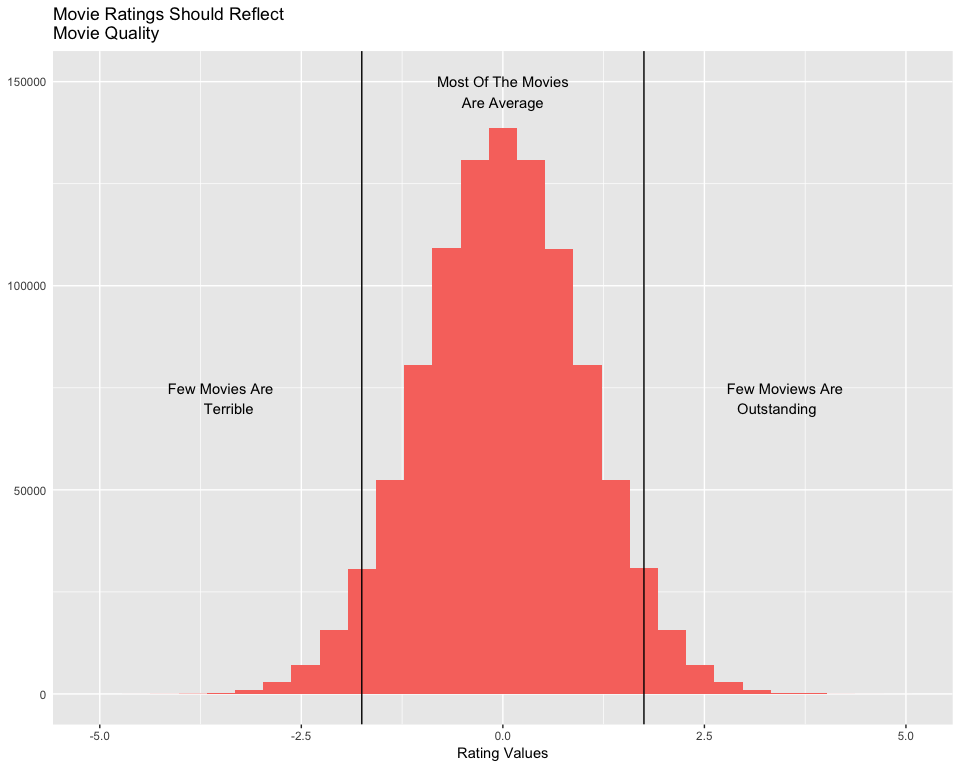 Movie Ratings Should Reflect
Movie Quality
150000
100000
50000
0
Most Of The Movies
Are Average
Few Movies Are
Terrible
Few Moviews Are
Outstanding
-5.0
-2.5
0.0
2.5
5.0
Rating Values